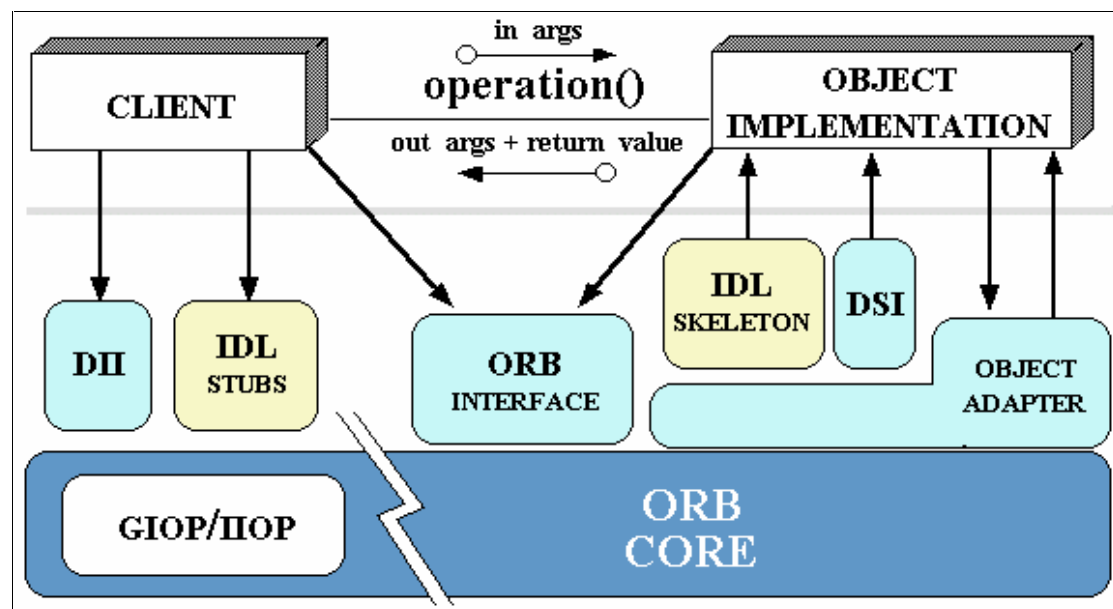 in args
operation()
out args + return value
CLIENT
OBJECT
IMPLEMENTATION
DII
IDL
STUBS
ORB
INTERFACE
IDL
SKELETON
DSI
OBJECT
ADAPTER
GIOP/IIOP
ORB
CORE